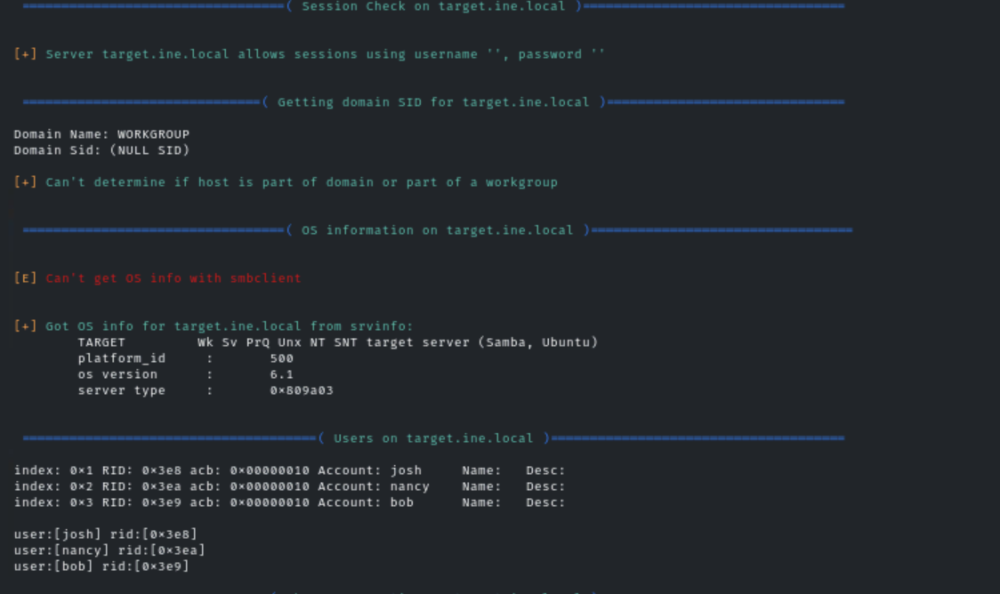 ==================================( Session Check on target.ine.local )==================================
[+] Server target.ine.local allows sessions using username '', password ''
===============================( Getting domain SID for target.ine.local )===============================
Domain Name: WORKGROUP
Domain Sid: (NULL SID)
[+] Can't determine if host is part of domain or part of a workgroup
==================================( OS information on target.ine.local )==================================
[E] Can't get OS info with smbclient
[+] Got OS info for target.ine.local from srvinfo:
TARGET Wk Sv PrQ Unx NT SNT target server (Samba, Ubuntu)
platform_id : 500
os version : 6.1
server type : 0x809a03
======================================( Users on target.ine.local )======================================
index: 0x1 RID: 0x3e8 acb: 0x00000010 Account: josh Name: Desc:
index: 0x2 RID: 0x3ea acb: 0x00000010 Account: nancy Name: Desc:
index: 0x3 RID: 0x3e9 acb: 0x00000010 Account: bob Name: Desc:
user:[josh] rid:[0x3e8]
user:[nancy] rid:[0x3ea]
user:[bob] rid:[0x3e9]